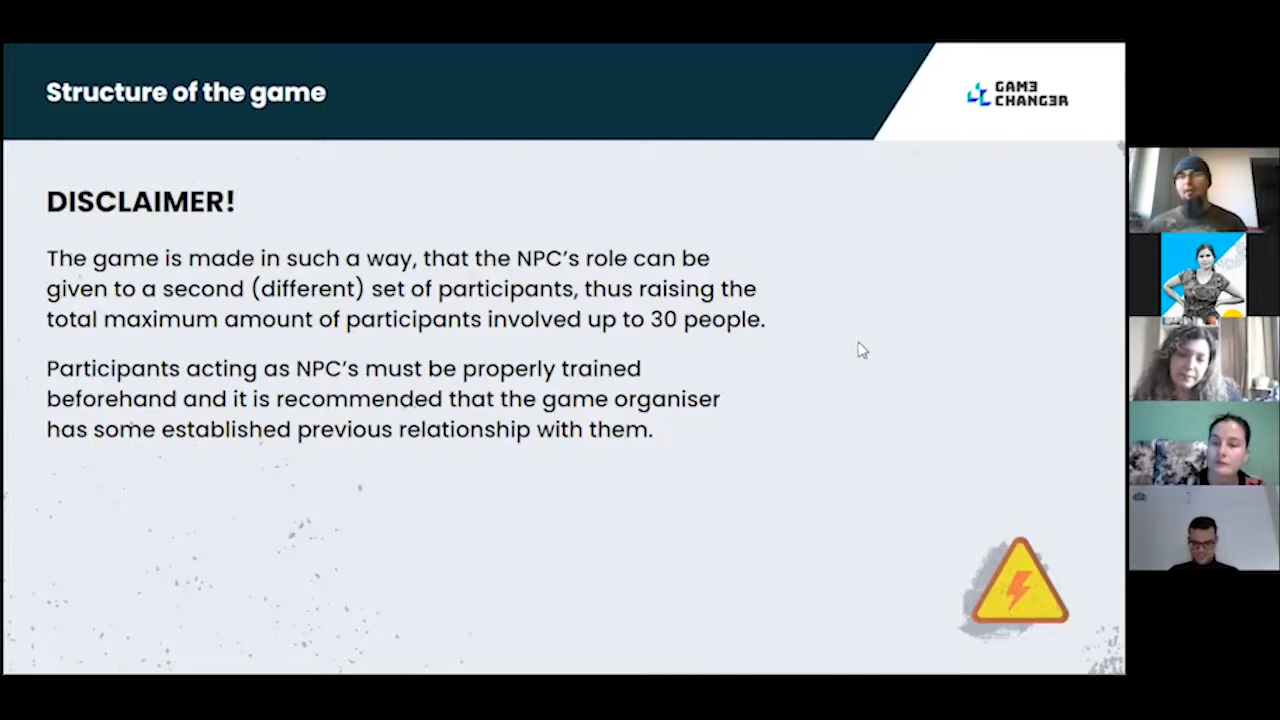 Structure of the game
GAMƎ
CHANGƎR
DISCLAIMER!
The game is made in such a way, that the NPC's role can be
given to a second (different) set of participants, thus raising the
total maximum amount of participants involved up to 30 people.
Participants acting as NPC's must be properly trained
beforehand and it is recommended that the game organiser
has some established previous relationship with them.